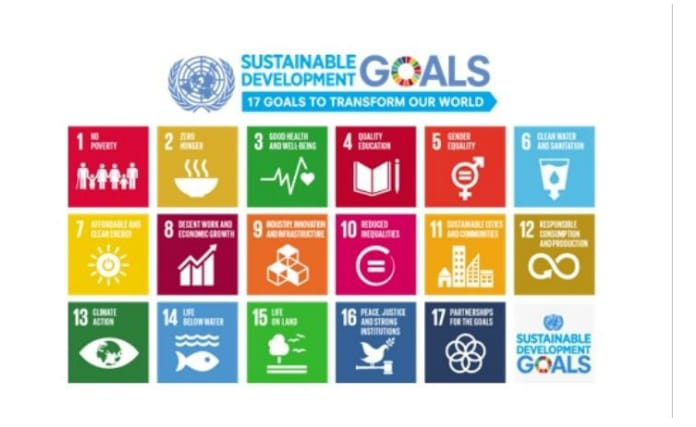 SUSTAINABLE
DEVELOPMENT GOALS
17 GOALS TO TRANSFORM OUR WORLD
1 NO
POVERTY
2 ZERO
HUNGER
3 GOOD HEALTH
AND WELL-BEING
4 QUALITY
EDUCATION
5 GENDER
EQUALITY
6 CLEAN WATER
AND SANITATION
7 AFFORDABLE AND
CLEAN ENERGY
8 DECENT WORK AND
ECONOMIC GROWTH
9 INDUSTRY, INNOVATION
AND INFRASTRUCTURE
10 REDUCED
INEQUALITIES
11 SUSTAINABLE CITIES
AND COMMUNITIES
12 RESPONSIBLE
CONSUMPTION
AND PRODUCTION
13 CLIMATE
ACTION
14 LIFE
BELOW WATER
15 LIFE
ON LAND
16 PEACE, JUSTICE
AND STRONG
INSTITUTIONS
17 PARTNERSHIPS
FOR THE GOALS
SUSTAINABLE
DEVELOPMENT
GOALS